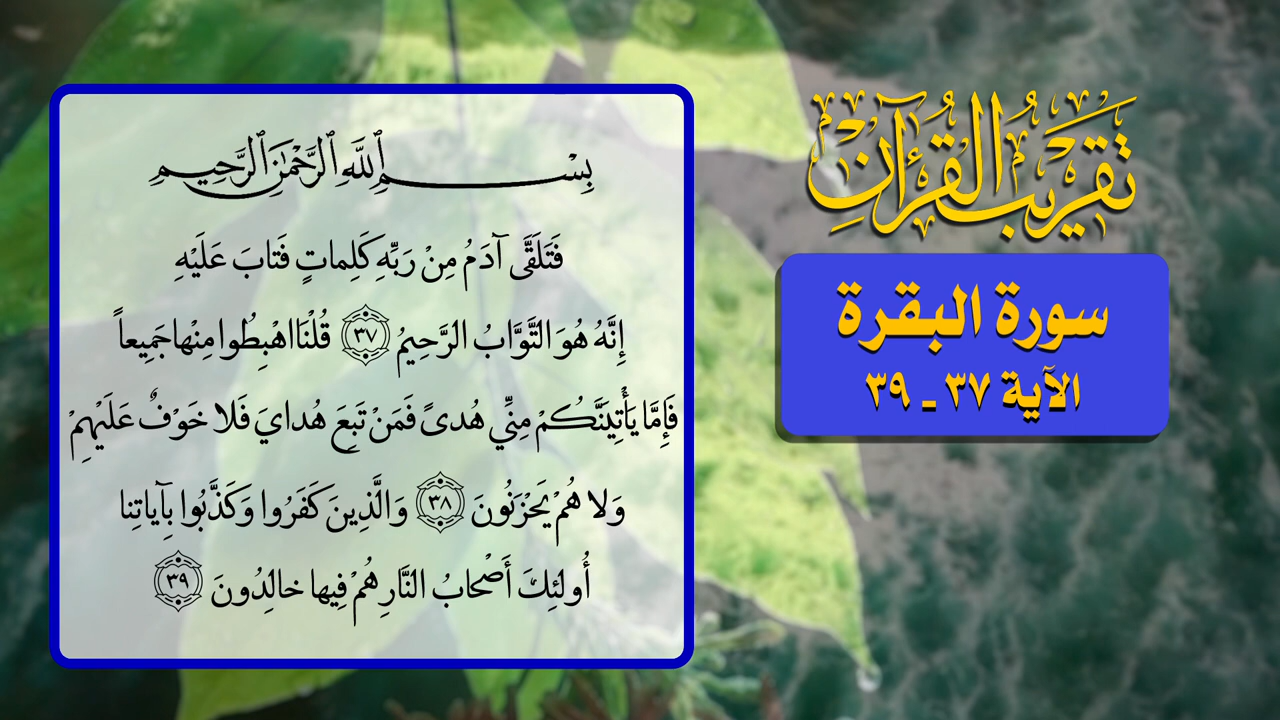 تقريب القرآن
سورة البقرة
الآية ٣٧ ـ ٣٩
بِسْمِ ٱللَّهِ ٱلرَّحْمَٰنِ ٱلرَّحِيمِ
فَتَلَقَّى آدَمُ مِنْ رَبِّهِ كَلِماتٍ فَتابَ عَلَيْهِ
إِنَّهُ هُوَ التَّوَّابُ الرَّحِيمُ ٣٧ قُلْنَا اهْبِطُوا مِنْها جَمِيعاً
فَإِمَّا يَأْتِيَنَّكُمْ مِنِّي هُدىً فَمَنْ تَبِعَ هُدايَ فَلا خَوْفٌ عَلَيْهِمْ
وَلا هُمْ يَحْزَنُونَ ٣٨ وَالَّذِينَ كَفَرُوا وَكَذَّبُوا بِآياتِنا
أُولئِكَ أَصْحابُ النَّارِ هُمْ فِيها خالِدُونَ ٣٩